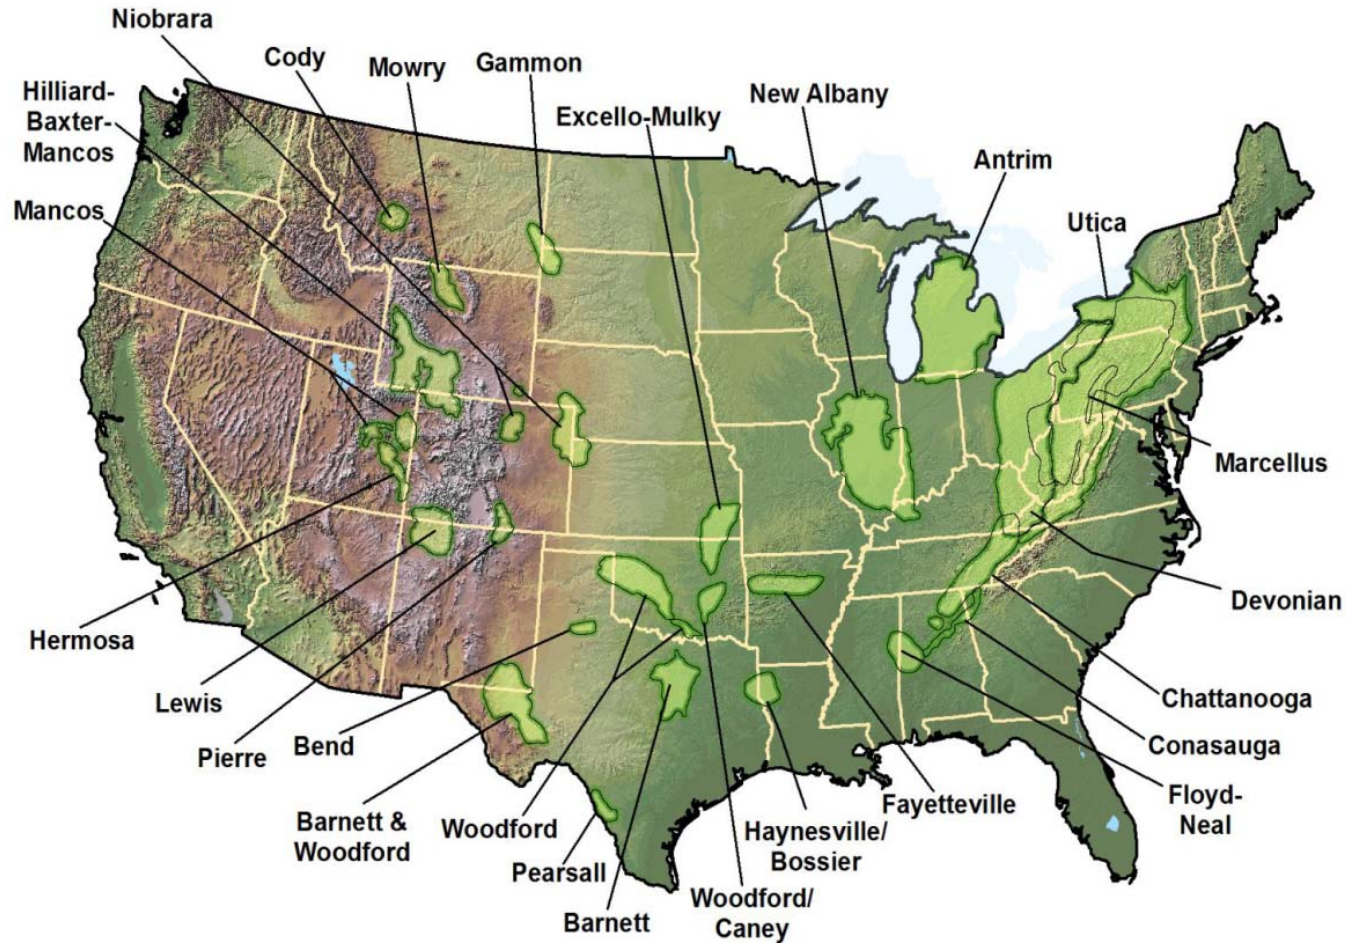 Niobrara
Cody
Mowry
Gammon
Hilliard-
Baxter-
Mancos
Excello-Mulky
New Albany
Antrim
Mancos
Utica
Marcellus
Hermosa
Devonian
Lewis
Chattanooga
Pierre
Bend
Conasauga
Barnett &
Woodford
Woodford
Fayetteville
Floyd-
Neal
Haynesville/
Bossier
Pearsall
Woodford/
Caney
Barnett